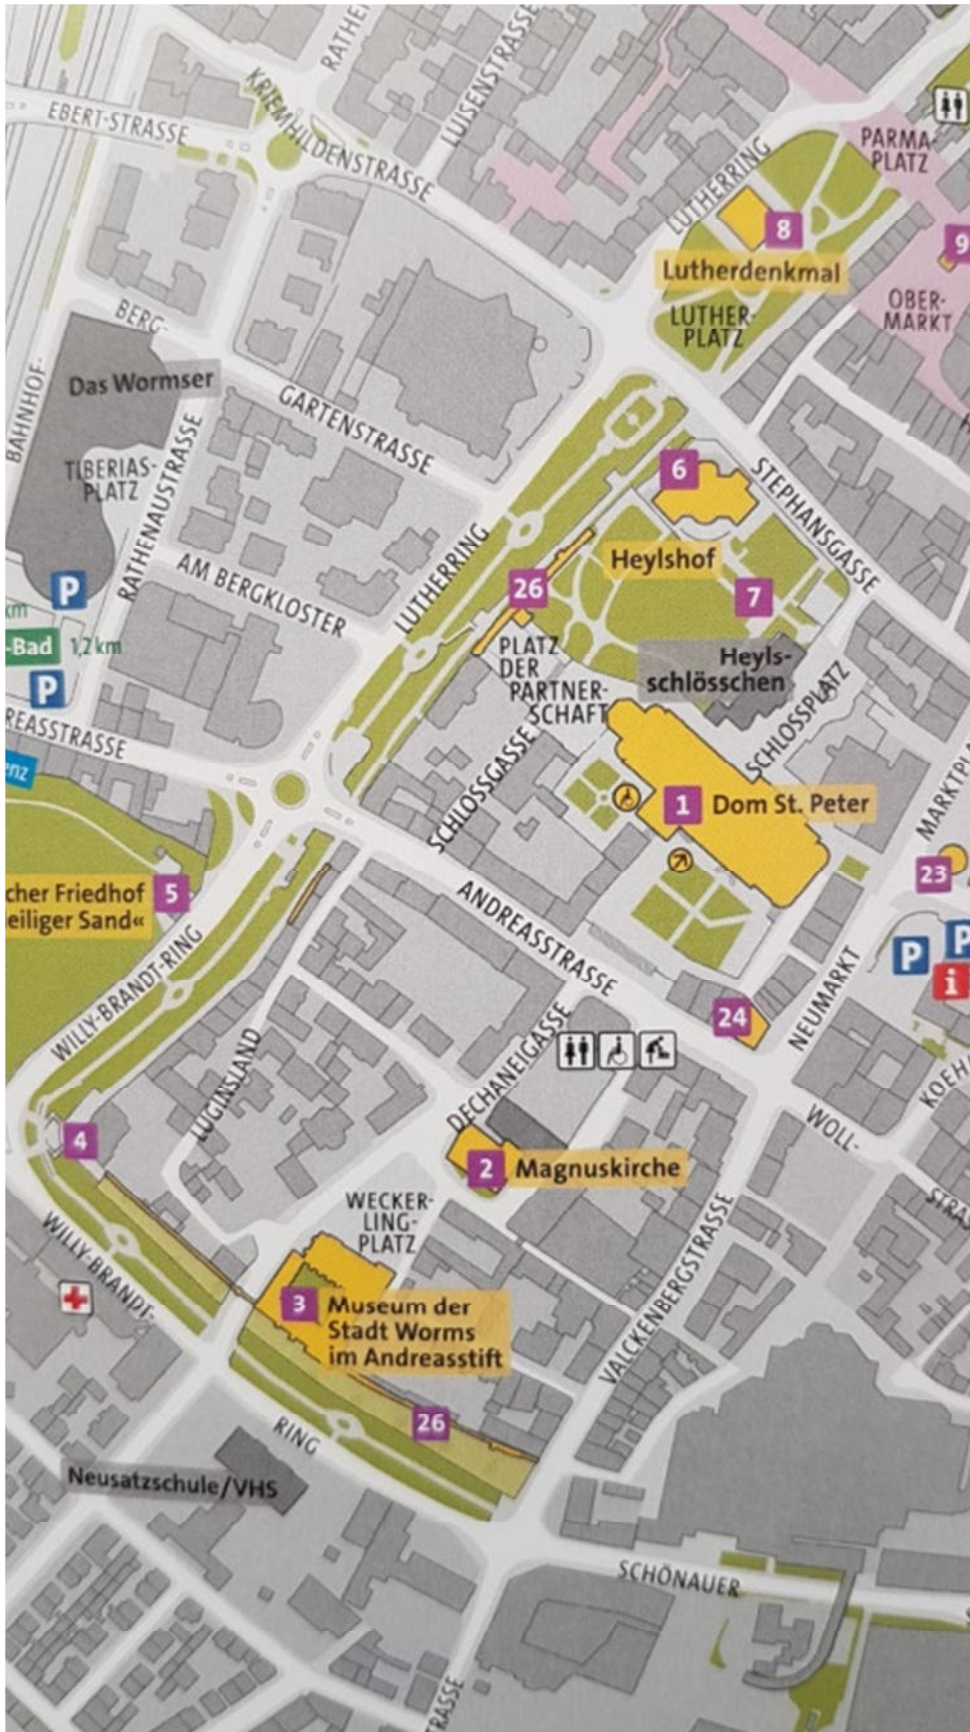 EBERT-STRASSE
KRIEMHILDENSTRASSE
LUISENSTRASSE
LUTHERRING
PARMA-
PLATZ
8
9
Lutherdenkmal
LUTHER-
PLATZ
OBER-
MARKT
BERG-
GARTENSTRASSE
BAHNHOF-
Das Wormser
TIBERIAS-
PLATZ
RATHENAUSTRASSE
AM BERGKLOSTER
LUTHERRING
6
STEPHANSGASSE
Heylshof
7
26
P
-Bad 1,2 km
P
PLATZ
DER
PARTNER-
SCHAFT
Heyls-
schlösschen
SCHLOSSPLATZ
SCHLOSSGASSE
1 Dom St. Peter
MARKTPL
23
cher Friedhof 5
eiliger Sand«
ANDREASSTRASSE
WILLY-BRANDT-RING
P
P
i
24
NEUMARKT
LUGINSLAND
DECHANEIGASSE
KOEH
WOLL-
STRAS
4
2 Magnuskirche
WECKER-
LING-
PLATZ
WILLY-BRANDT-
3 Museum der
Stadt Worms
im Andreasstift
VALCKENBERGSTRASSE
26
RING
Neusatzschule/VHS
SCHÖNAUER
RASSE